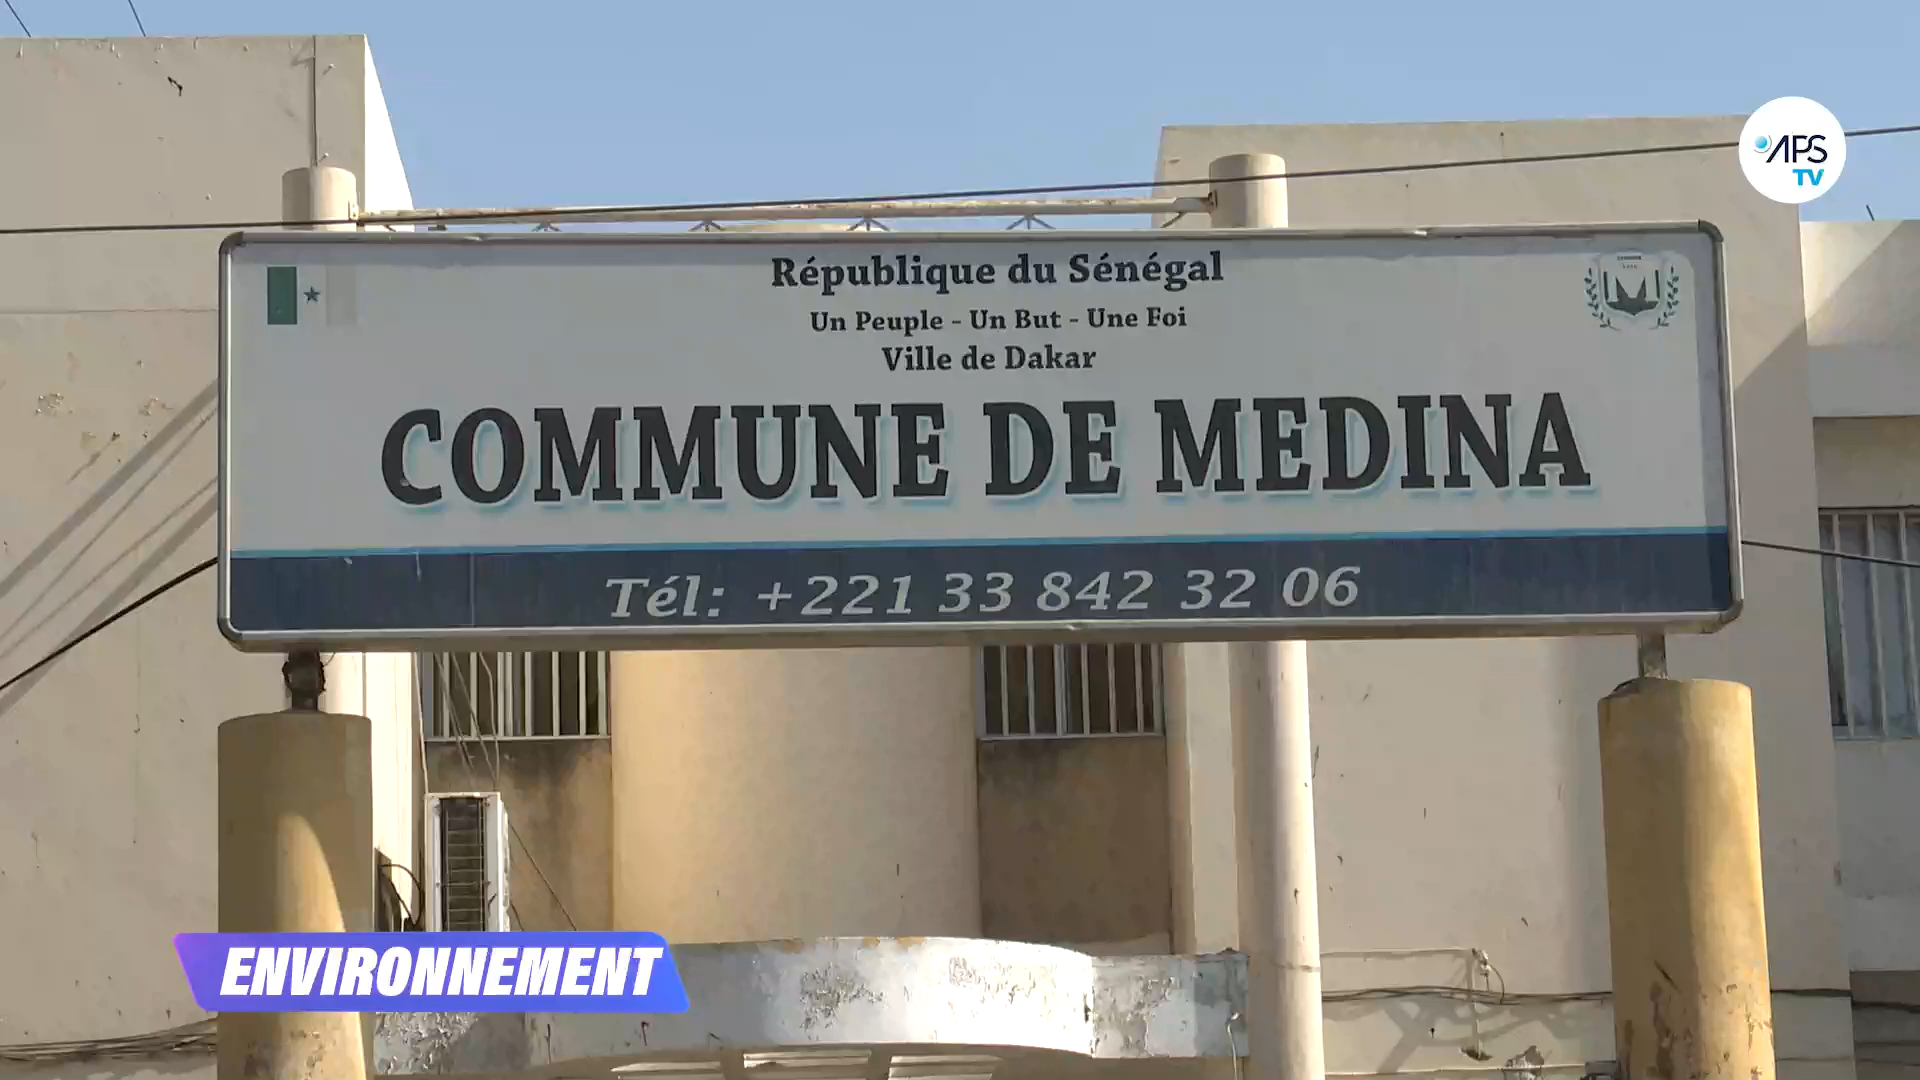 APS
TV
République du Sénégal
Un Peuple - Un But - Une Foi
Ville de Dakar
COMMUNE DE MEDINA
Tél: +221 33 842 32 06
ENVIRONNEMENT